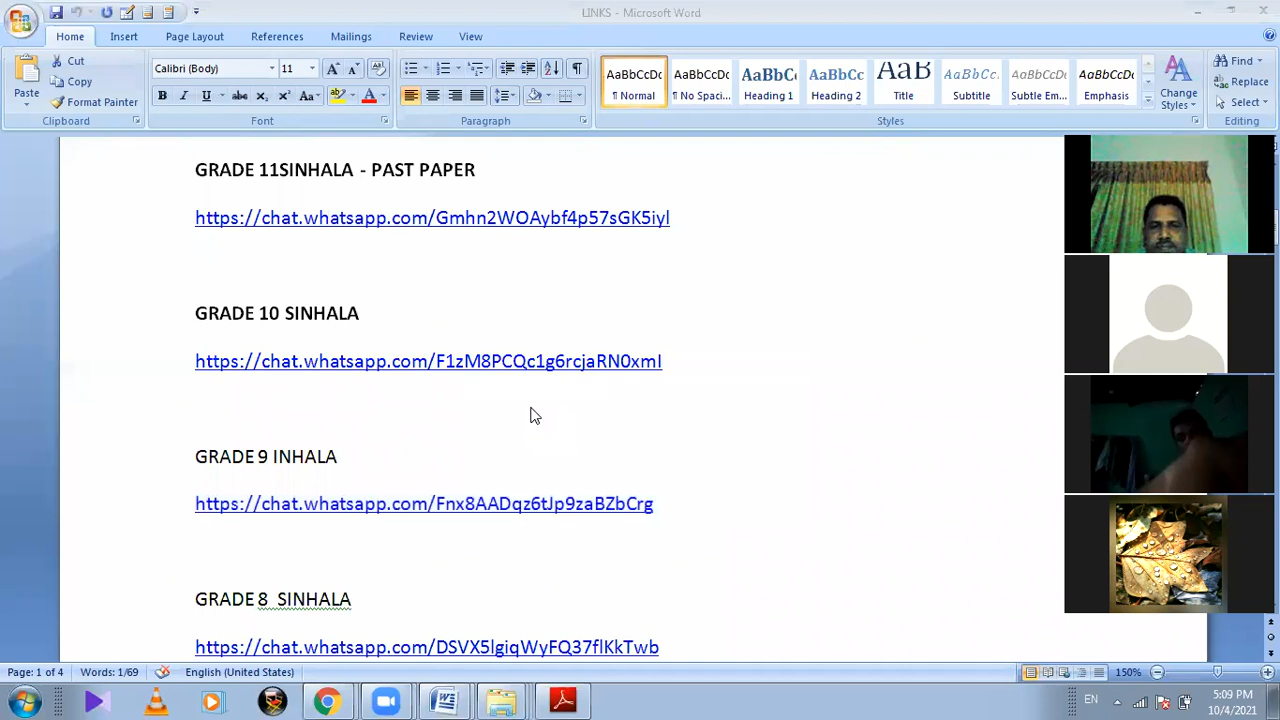 LINKS - Microsoft Word
Home Insert Page Layout References Mailings Review View
Paste
Cut
Copy
Format Painter
Clipboard
Calibri (Body) 11
Font
Paragraph
AaBbCcDc AaBbCcDc AaBbC AaBbCc AaB AaBbCc. AaBbCcDc AaBbCcDc
¶ Normal ¶ No Spaci... Heading 1 Heading 2 Title Subtitle Subtle Em... Emphasis
Styles
Change Styles
Find
Replace
Select
Editing
GRADE 11SINHALA - PAST PAPER
https://chat.whatsapp.com/Gmhn2WOAybf4p57sGK5iyl
GRADE 10 SINHALA
https://chat.whatsapp.com/F1zM8PCQc1g6rcjaRN0xmI
GRADE 9 INHALA
https://chat.whatsapp.com/Fnx8AADqz6tJp9zaBZbCrg
GRADE 8  SINHALA
https://chat.whatsapp.com/DSVX5lgiqWyFQ37flKkTwb
Page: 1 of 4 Words: 1/69 English (United States) 150%
EN 5:09 PM
10/4/2021